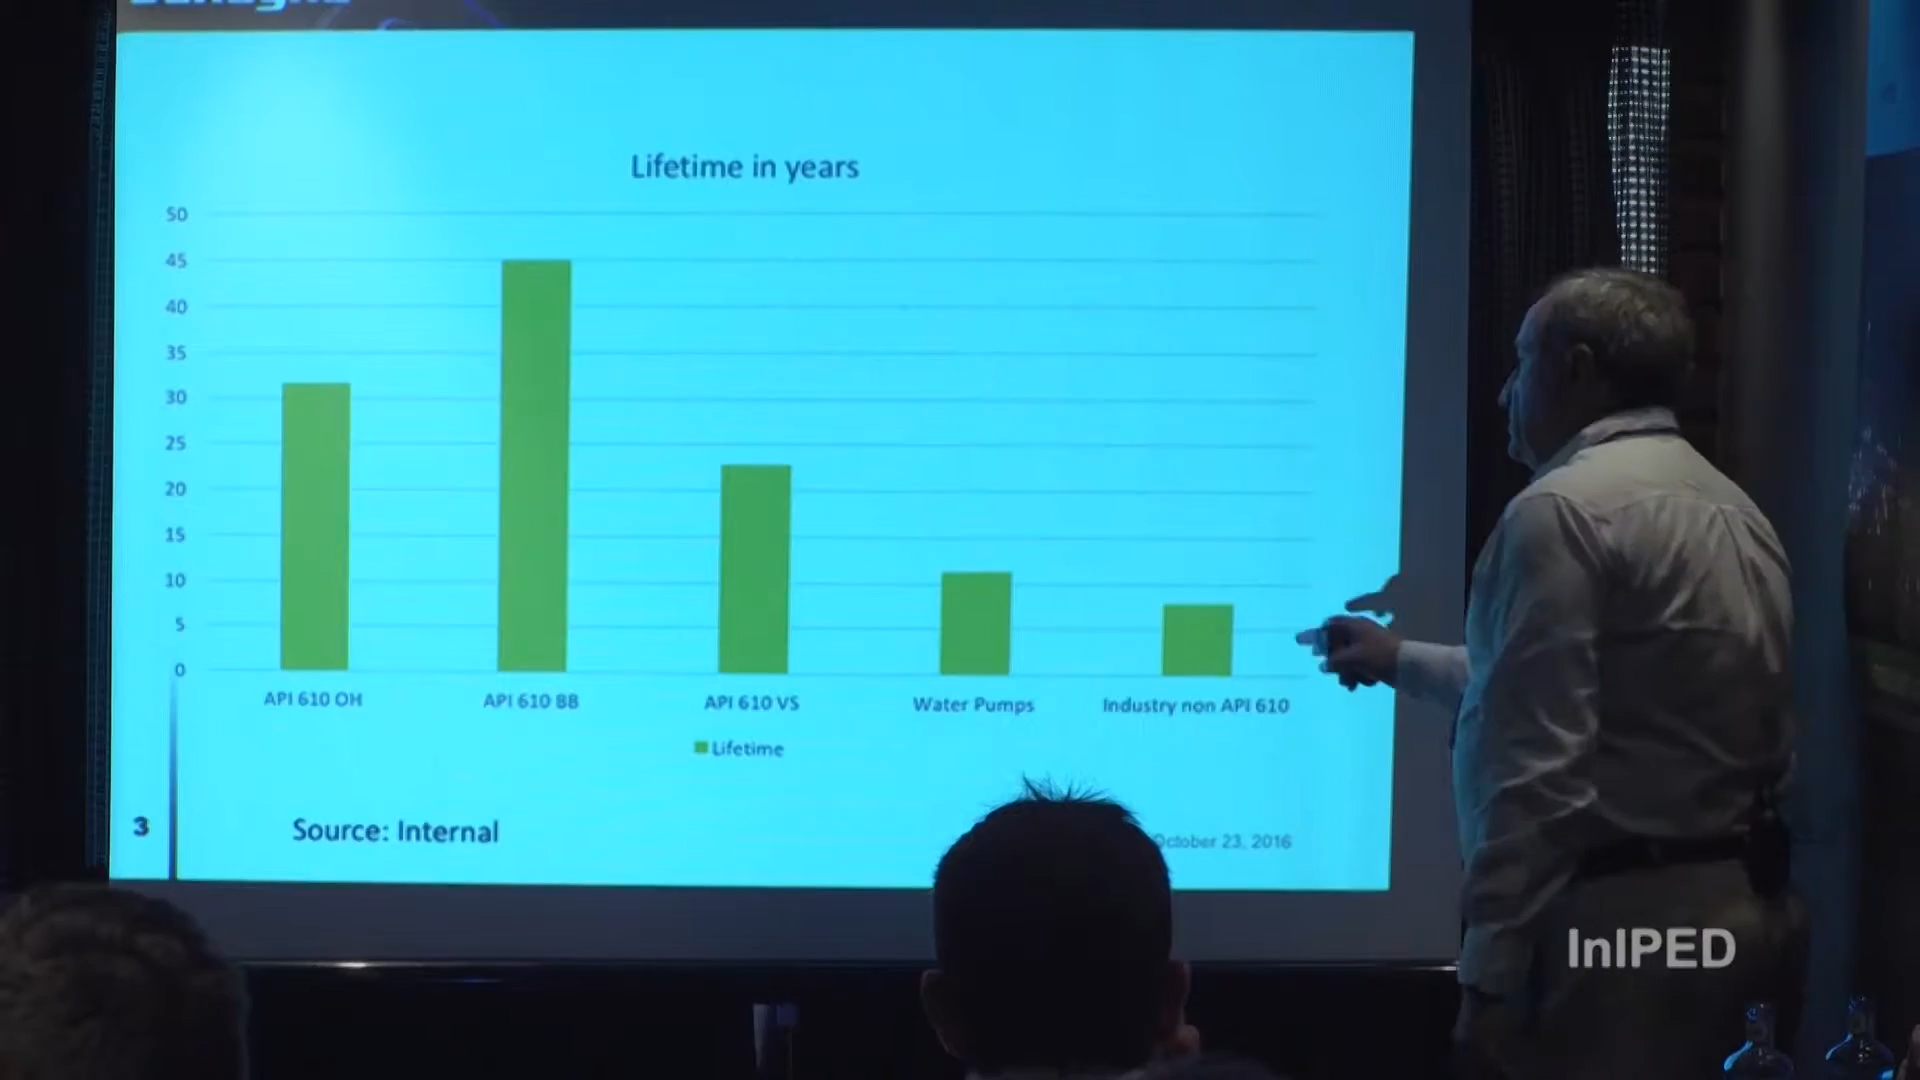 Lifetime in years
50
45
40
35
30
25
20
15
10
5
0
API 610 OH
API 610 BB
API 610 VS
Water Pumps
Industry non API 610
Lifetime
3
Source: Internal
October 23, 2016
InIPED